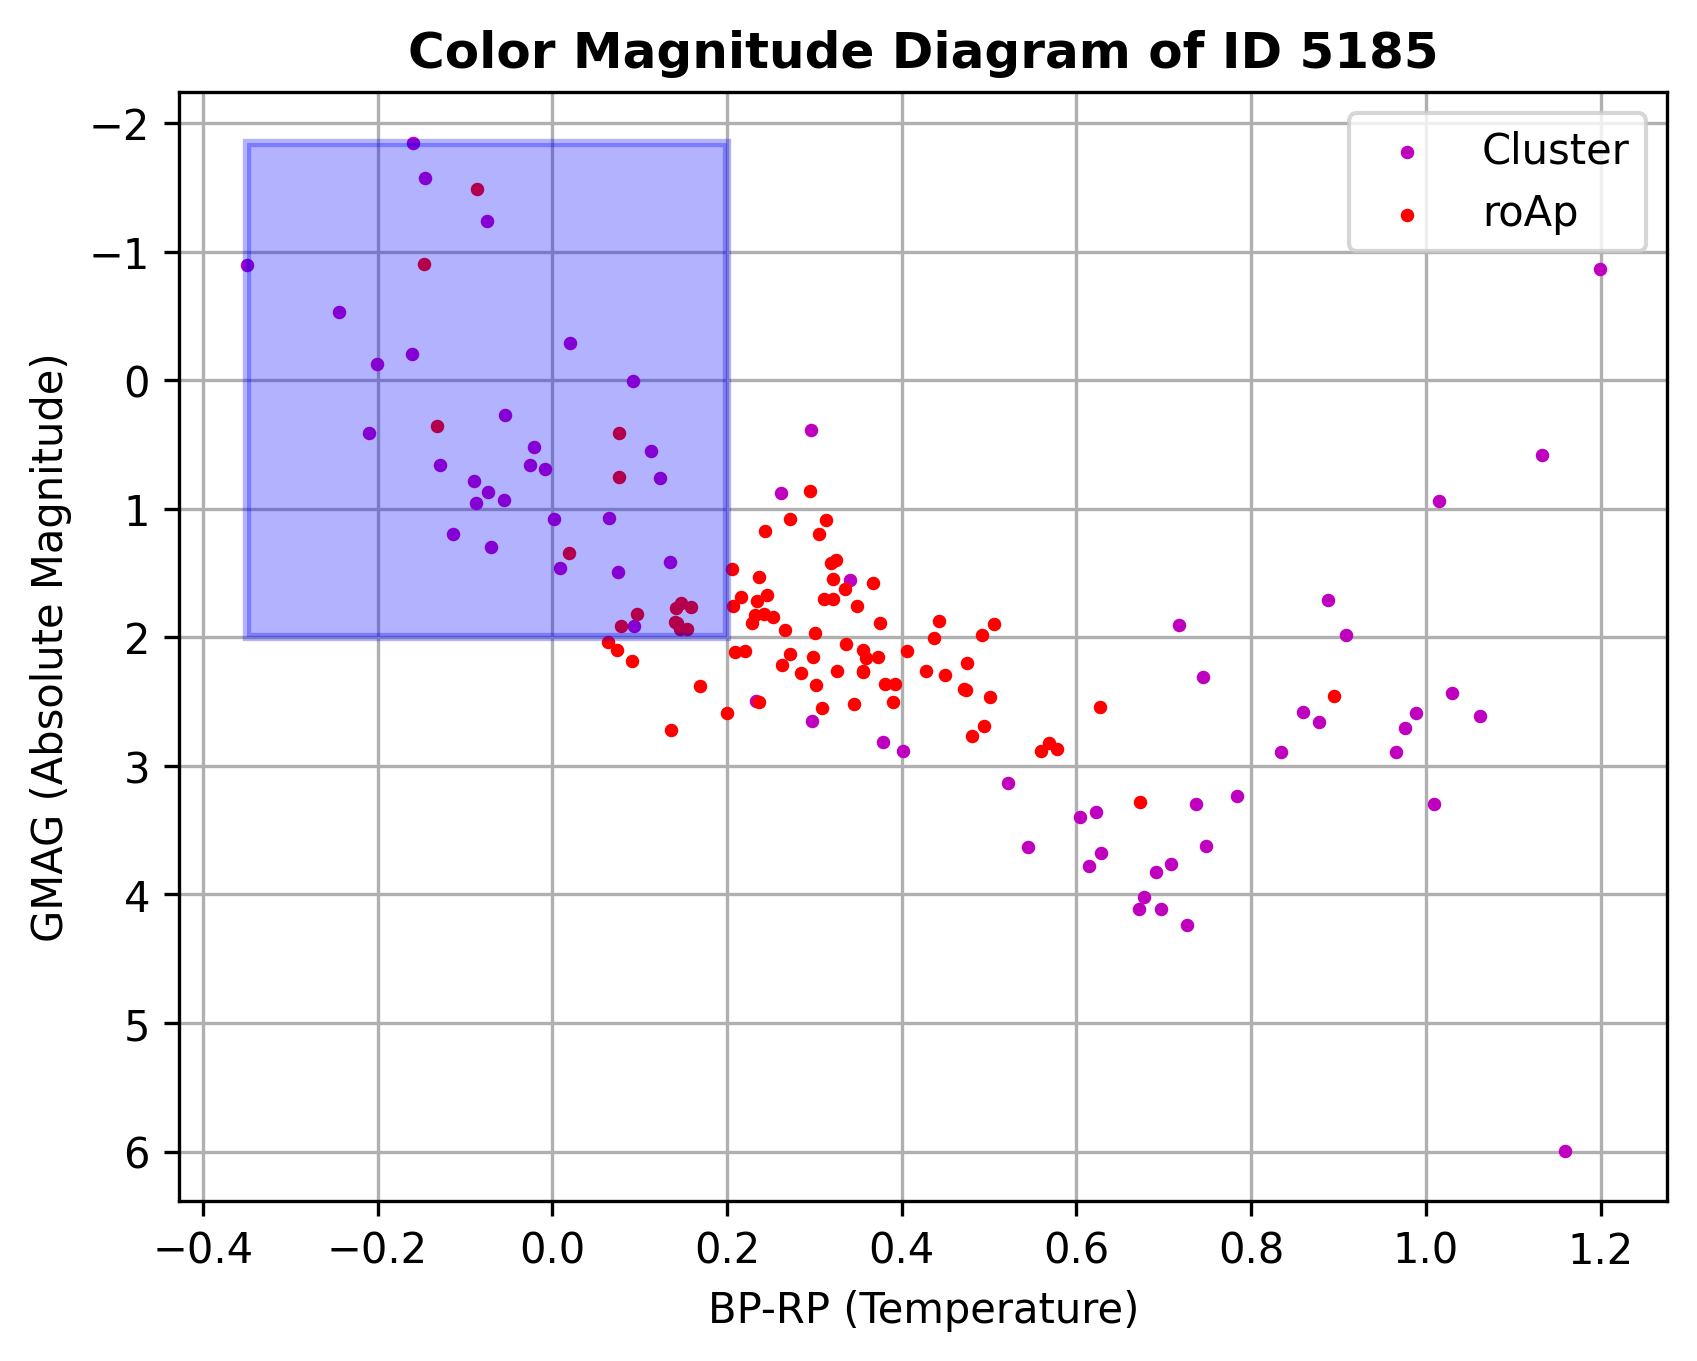 Color Magnitude Diagram of ID 5185
Cluster
roAp
GMAG (Absolute Magnitude)
−2
−1
0
1
2
3
4
5
6
−0.4 −0.2 0.0 0.2 0.4 0.6 0.8 1.0 1.2
BP-RP (Temperature)